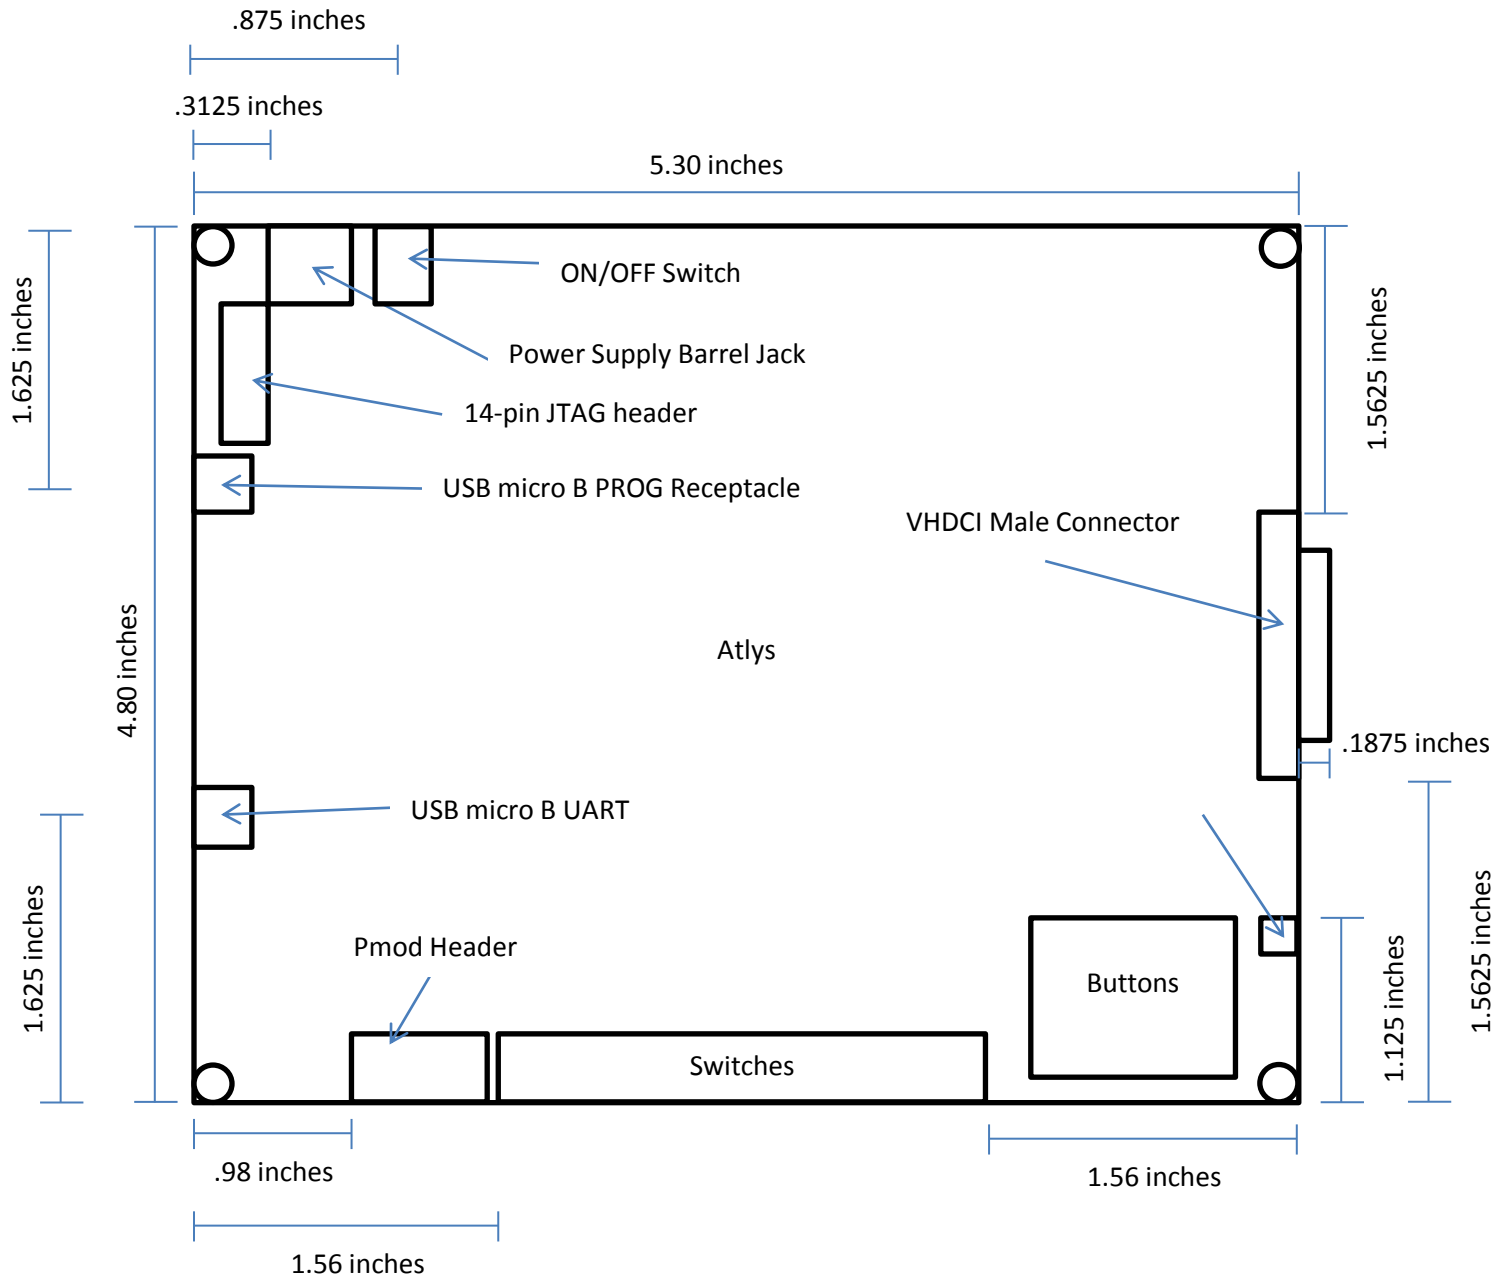 .875 inches
.3125 inches
5.30 inches
ON/OFF Switch
1.625 inches
1.5625 inches
Power Supply Barrel Jack
14-pin JTAG header
USB micro B PROG Receptacle
VHDCI Male Connector
Atlys
4.80 inches
.1875 inches
USB micro B UART
1.625 inches
Pmod Header
Buttons
1.125 inches
1.5625 inches
Switches
.98 inches
1.56 inches
1.56 inches